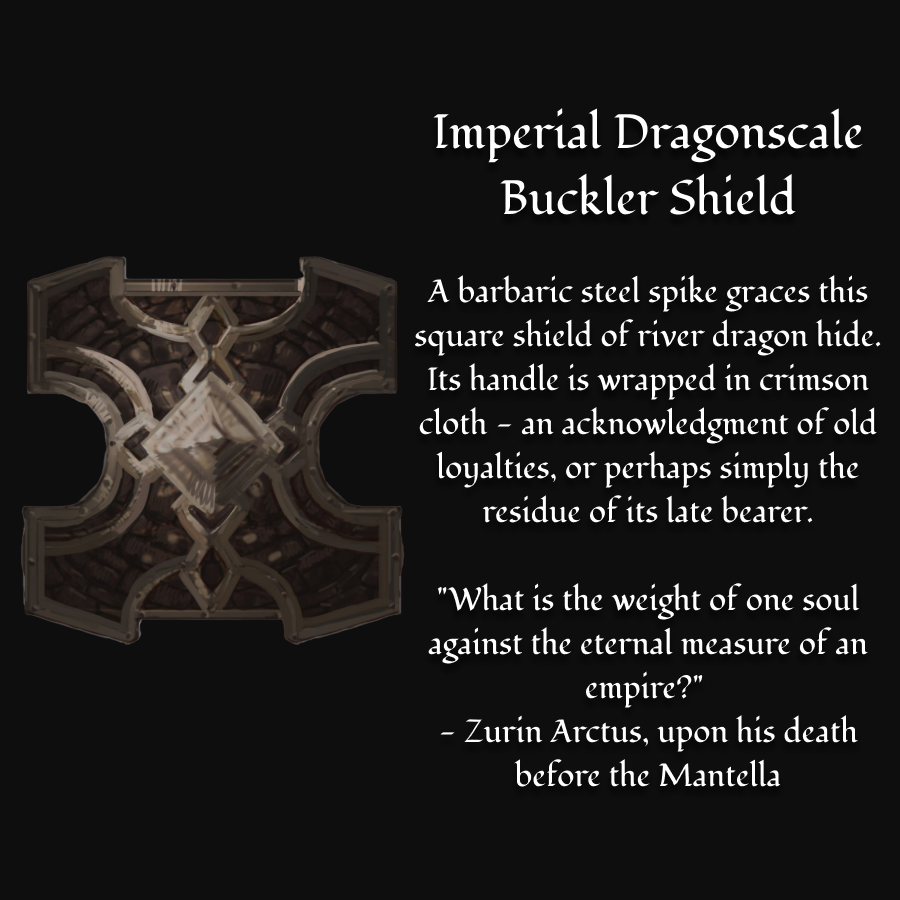 Imperial Dragonscale
Buckler Shield
A barbaric steel spike graces this
square shield of river dragon hide.
Its handle is wrapped in crimson
cloth - an acknowledgment of old
loyalties, or perhaps simply the
residue of its late bearer.
"What is the weight of one soul
against the eternal measure of an
empire?"
- Zurin Arctus, upon his death
before the Mantella